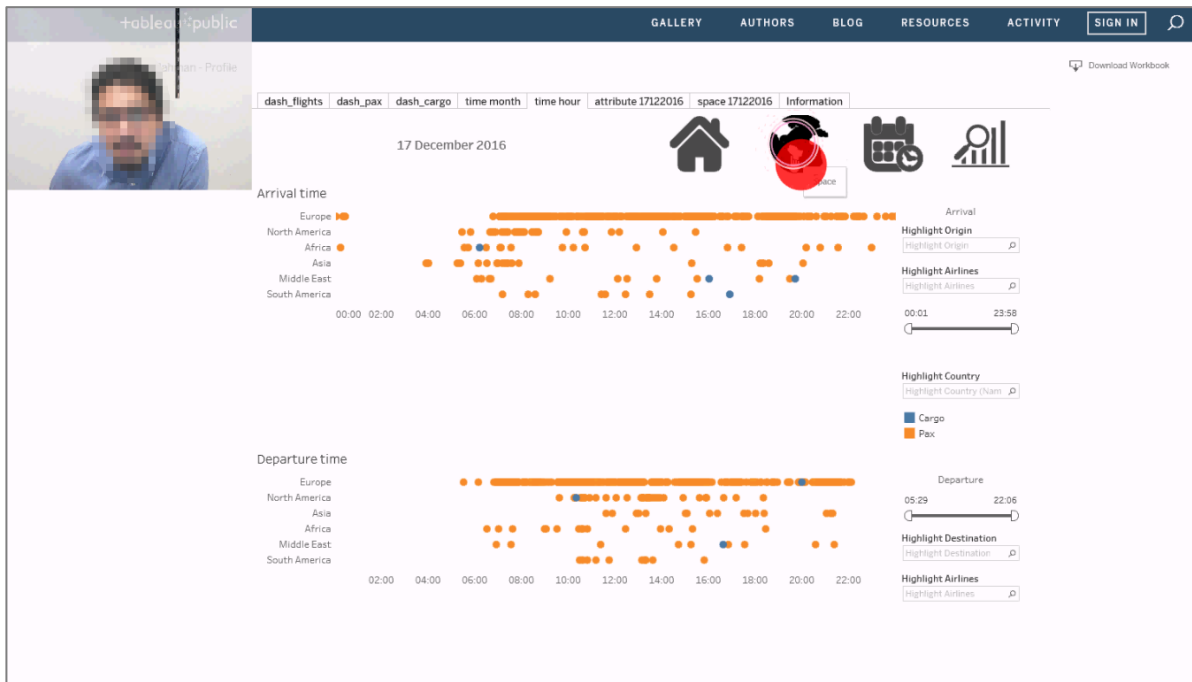 +ableau public
GALLERY AUTHORS BLOG RESOURCES ACTIVITY SIGN IN
- Profile
Download Workbook
dash_flights dash_pax dash_cargo time month time hour attribute 17122016 space 17122016 Information
17 December 2016
space
Arrival time
Europe
North America
Africa
Asia
Middle East
South America
00:00 02:00 04:00 06:00 08:00 10:00 12:00 14:00 16:00 18:00 20:00 22:00
Arrival
Highlight Origin
Highlight Origin
Highlight Airlines
Highlight Airlines
00:01 23:58
Highlight Country
Highlight Country (Nam
Cargo
Pax
Departure time
Europe
North America
Asia
Africa
Middle East
South America
02:00 04:00 06:00 08:00 10:00 12:00 14:00 16:00 18:00 20:00 22:00
Departure
05:29 22:06
Highlight Destination
Highlight Destination
Highlight Airlines
Highlight Airlines